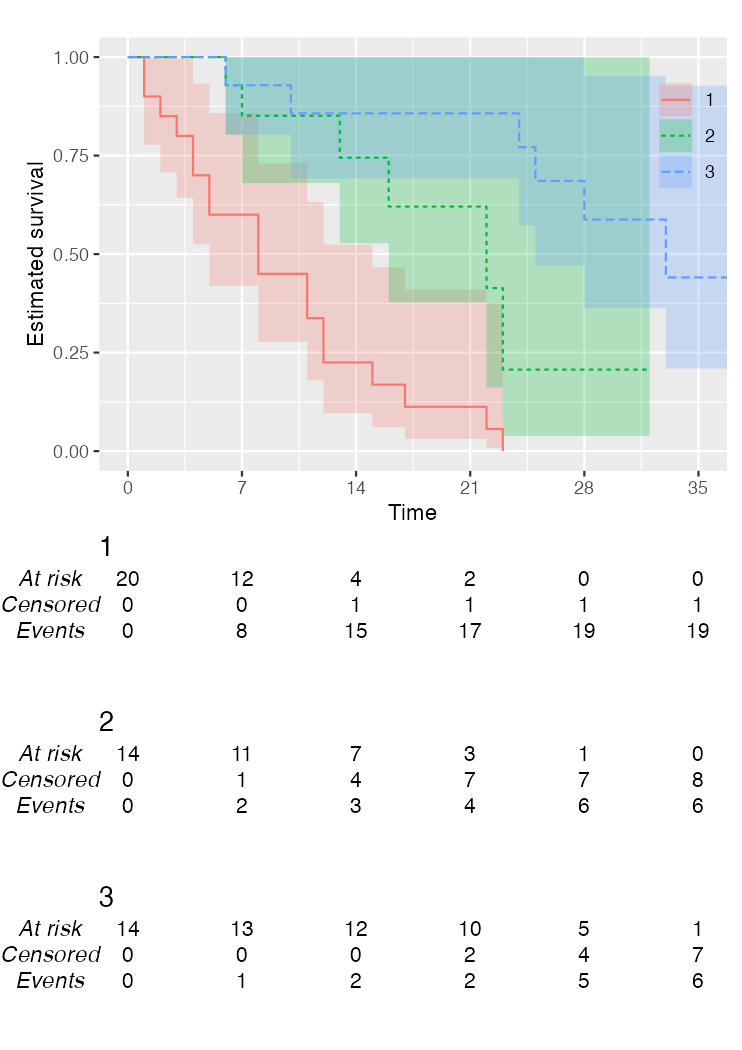 1.00
0.75
0.50
0.25
0.00
Estimated survival
1
2
3
0 7 14 21 28 35
Time
1
At risk 20 12 4 2 0 0
Censored 0 0 1 1 1 1
Events 0 8 15 17 19 19
2
At risk 14 11 7 3 1 0
Censored 0 1 4 7 7 8
Events 0 2 3 4 6 6
3
At risk 14 13 12 10 5 1
Censored 0 0 0 2 4 7
Events 0 1 2 2 5 6